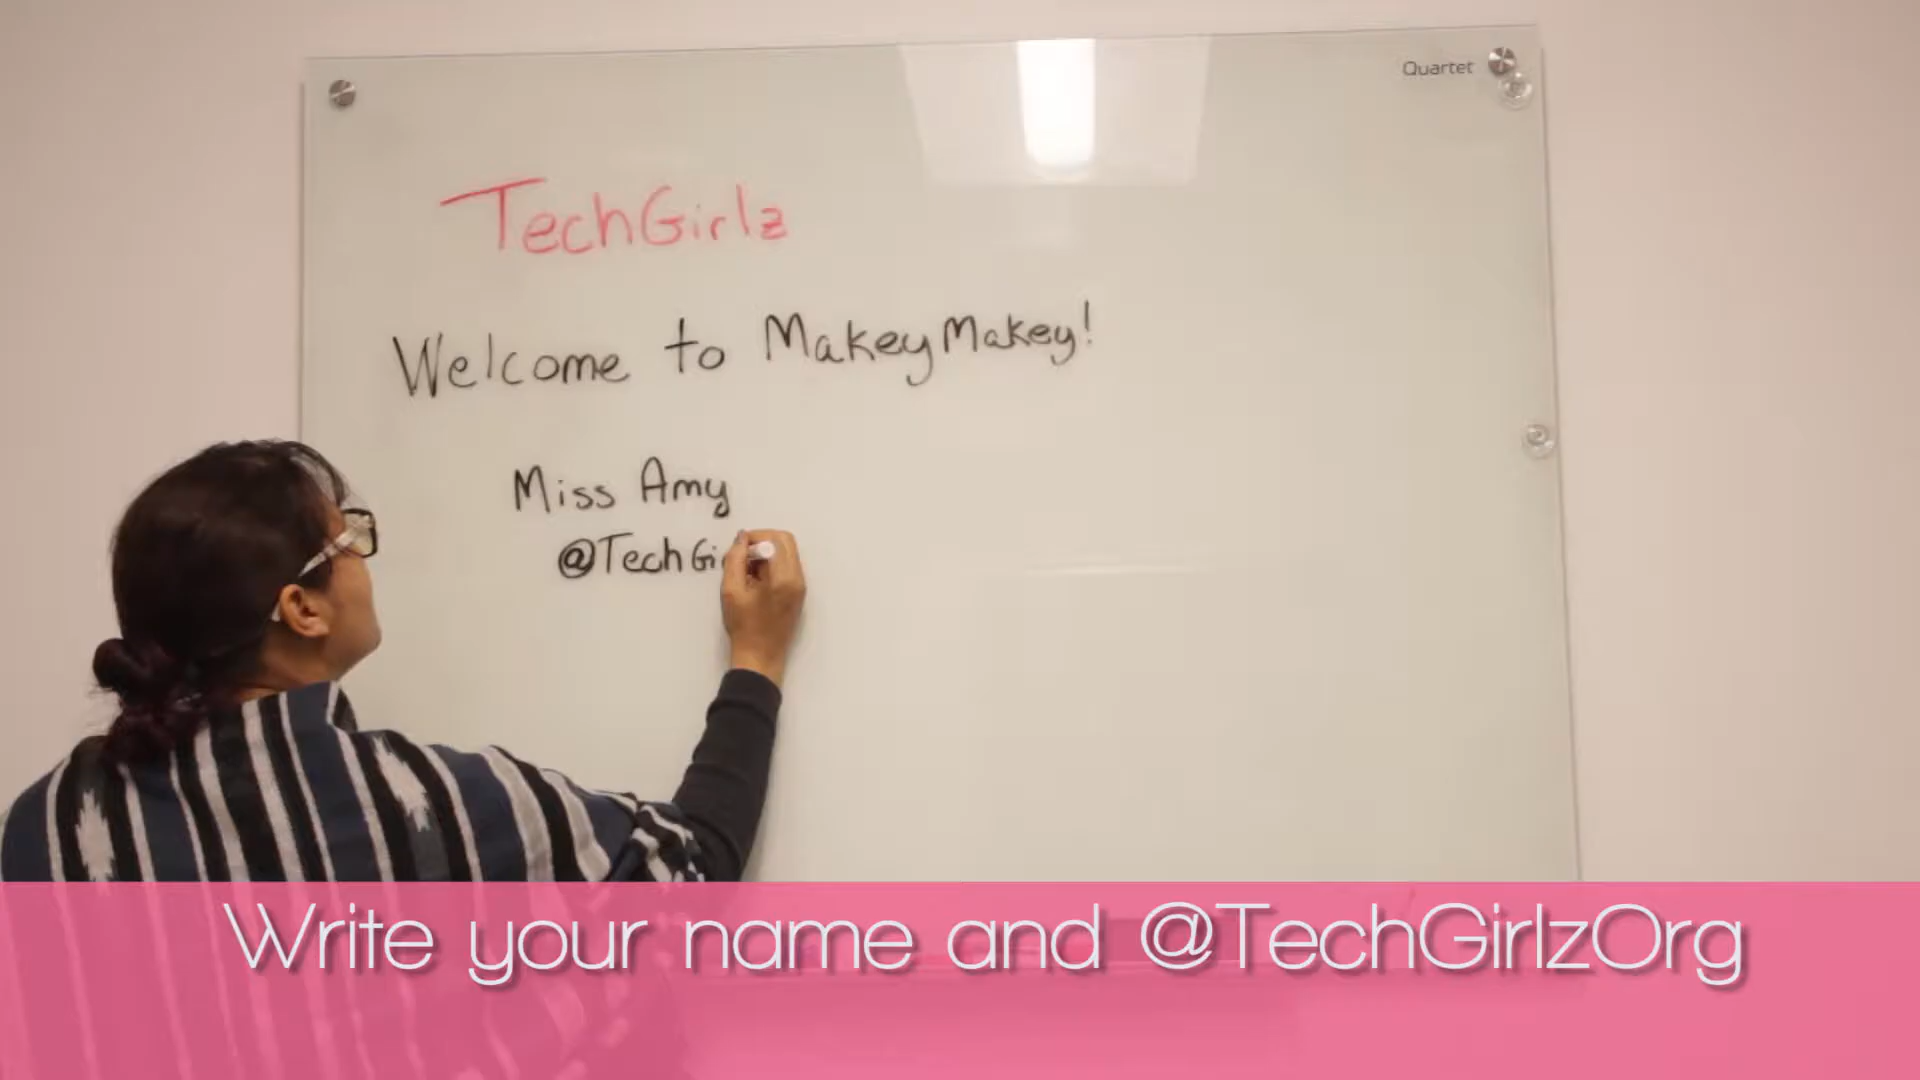 Quartet
TechGirlz
Welcome to MakeyMakey!
Miss Amy
@TechGi
Write your name and @TechGirlzOrg